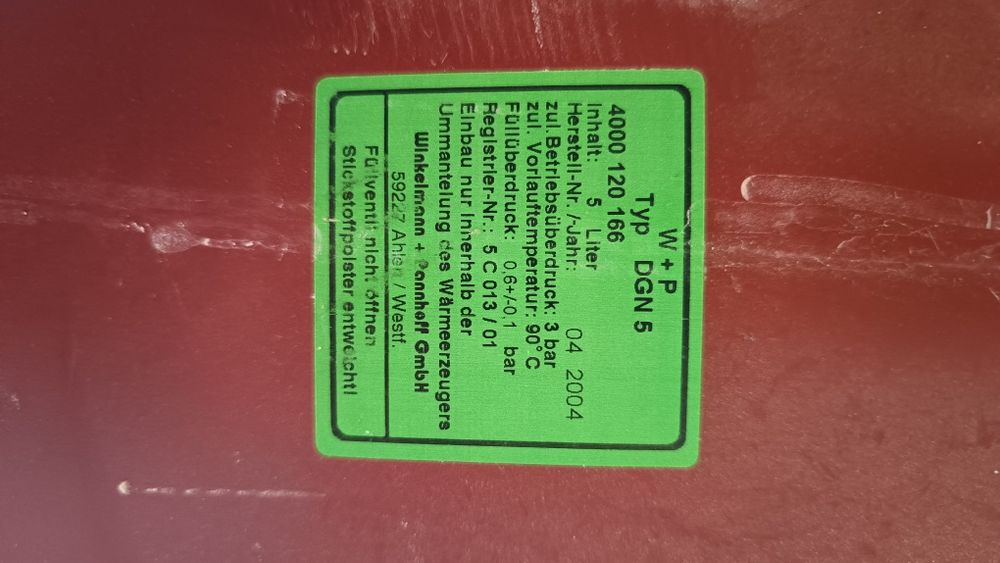 W + P
Typ DGN 5
4000 120 166
Inhalt: 5 Liter
Herstell-Nr. /-Jahr: 04 2004
zul. Betriebsüberdruck: 3 bar
zul. Vorlauftemperatur: 90° C
Füllüberdruck: 0,6+/-0,1 bar
Registrier-Nr.: 5 C 013 / 01
Einbau nur innerhalb der
Ummantelung des Wärmeerzeugers
Winkelmann + Pannhoff GmbH
59227 Ahlen / Westf.
Füllventil nicht öffnen
Stickstoffpolster entweicht!